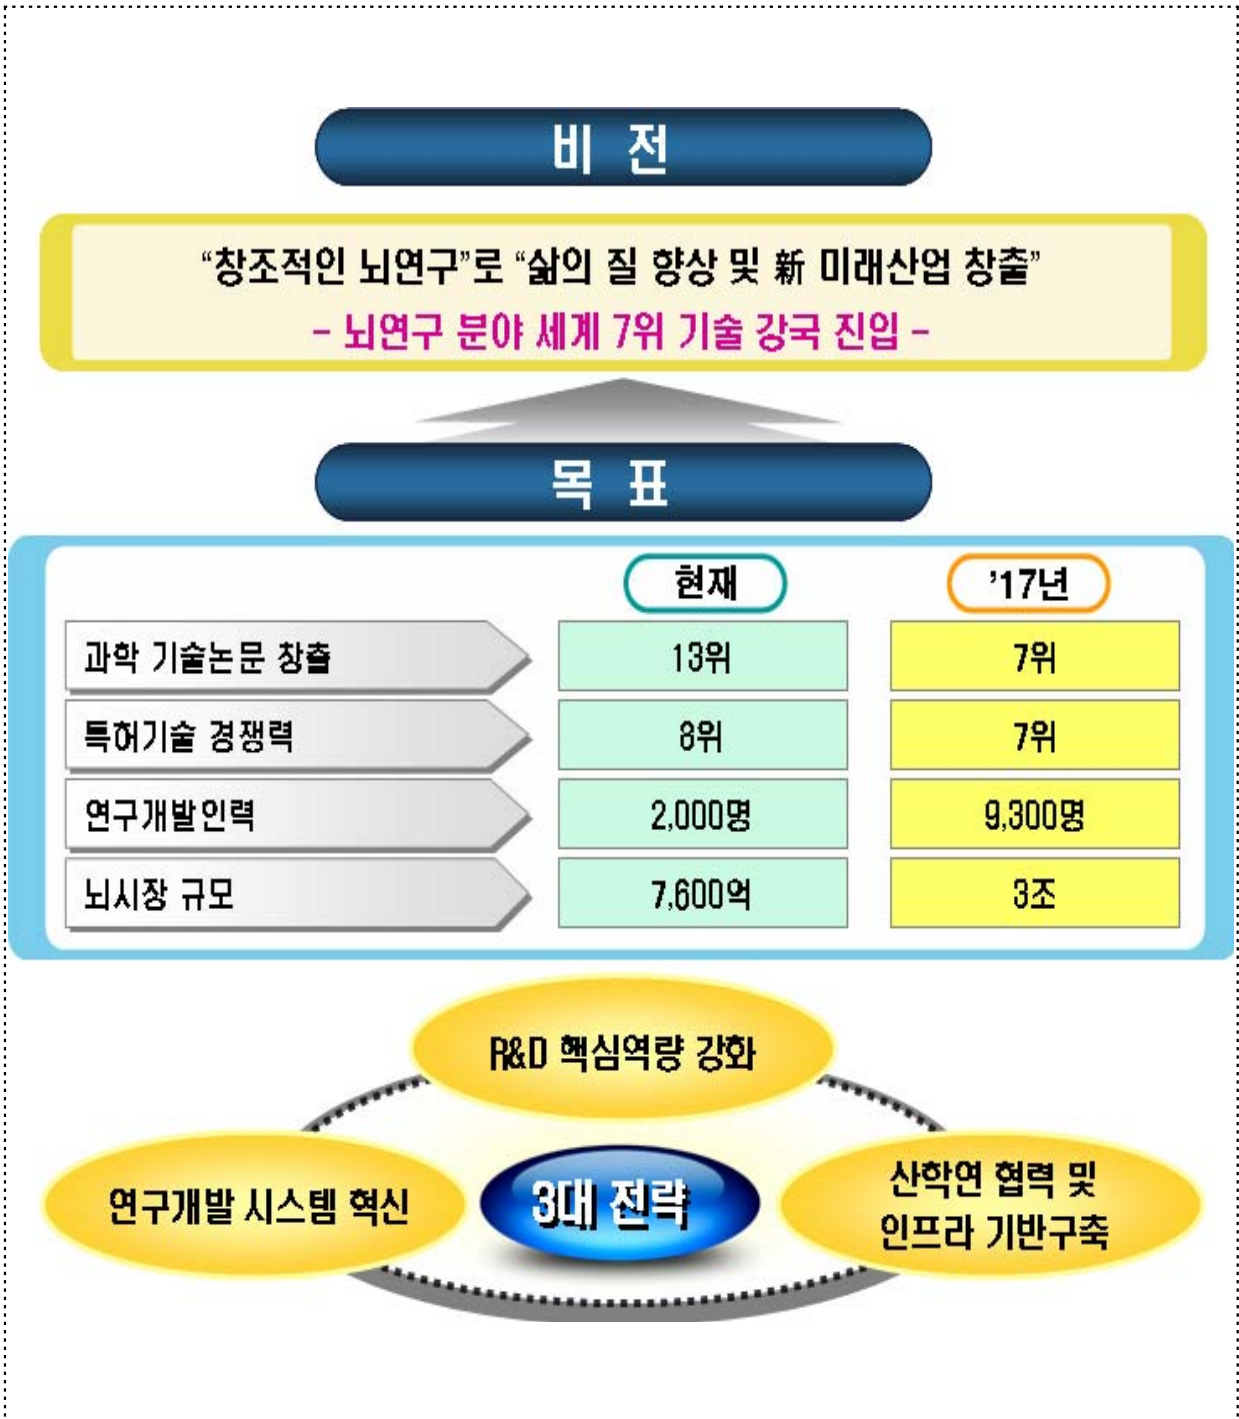 비 전
“창조적인 뇌연구”로 “삶의 질 향상 및 新 미래산업 창출”
- 뇌연구 분야 세계 7위 기술 강국 진입 -
목 표
현재 ’17년
과학 기술논문 창출 13위 7위
특허기술 경쟁력 8위 7위
연구개발인력 2,000명 9,300명
뇌시장 규모 7,600억 3조
R&D 핵심역량 강화
연구개발 시스템 혁신
3대 전략
산학연 협력 및
인프라 기반구축